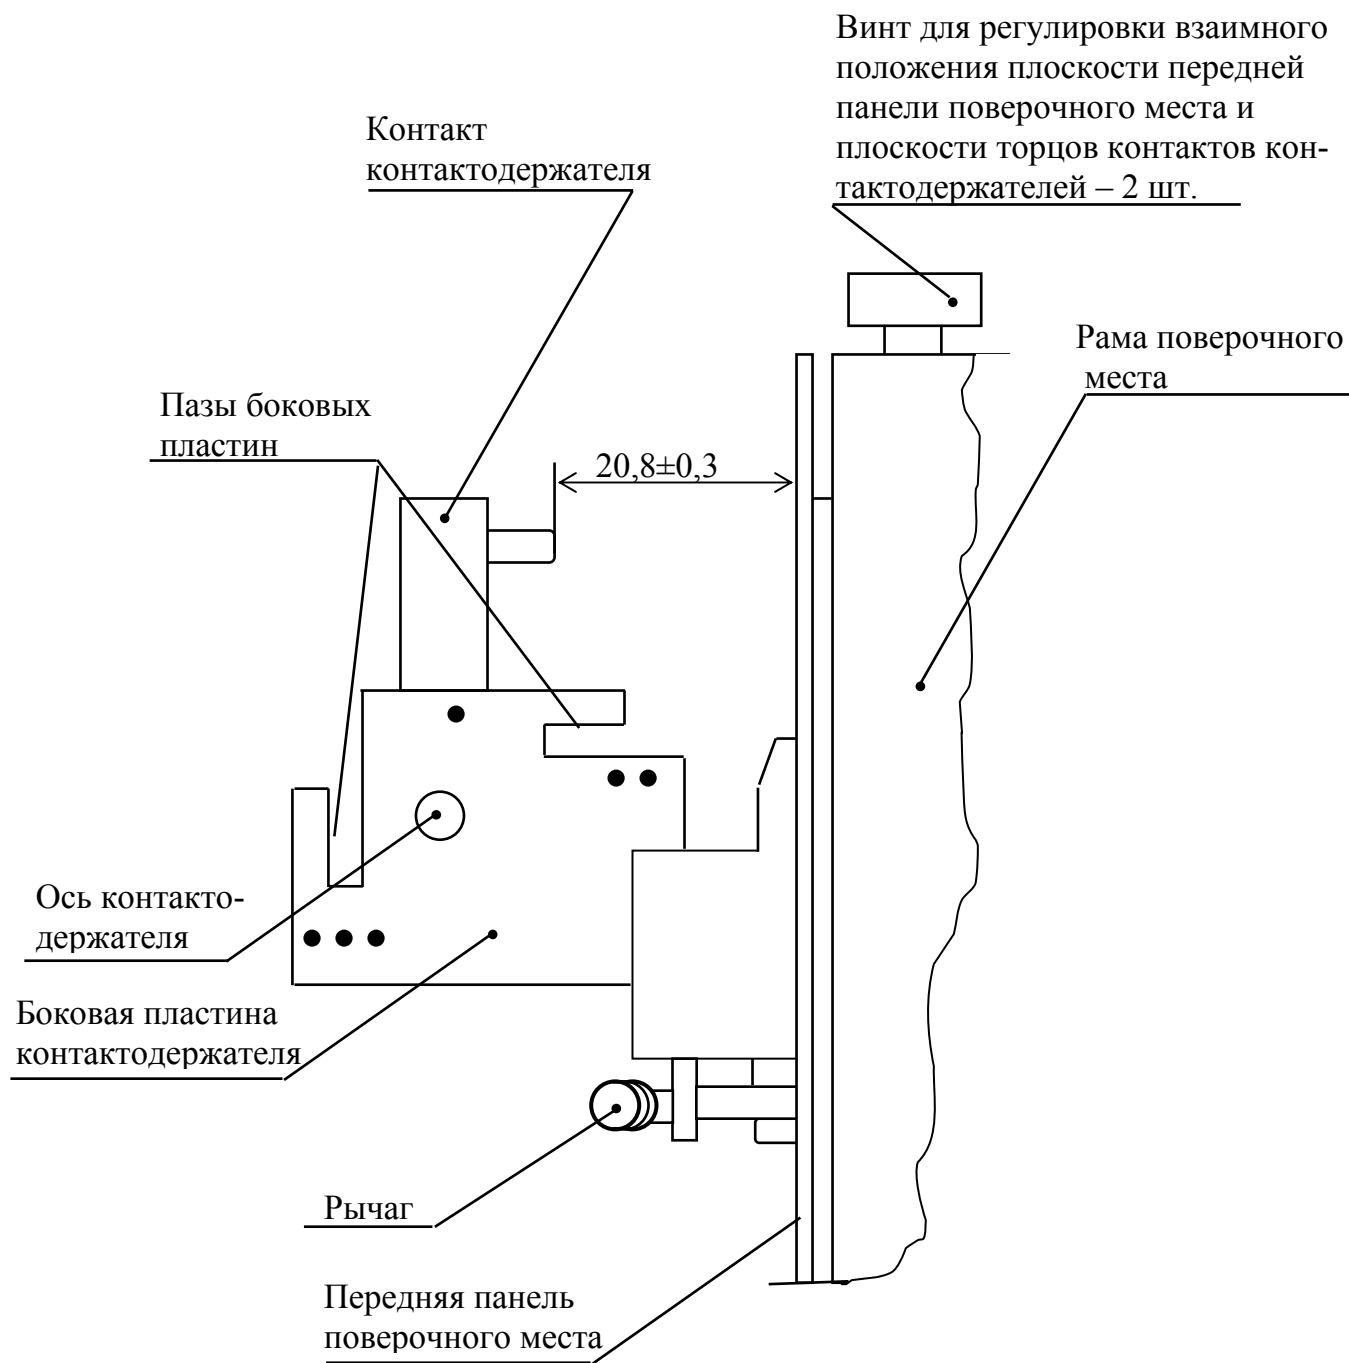 Винт для регулировки взаимного
положения плоскости передней
панели поверочного места и
плоскости торцов контактов кон-
тактодержателей – 2 шт.
Контакт
контактодержателя
Рама поверочного
места
Пазы боковых
пластин
20,8±0,3
Ось контакто-
держателя
Боковая пластина
контактодержателя
Рычаг
Передняя панель
поверочного места